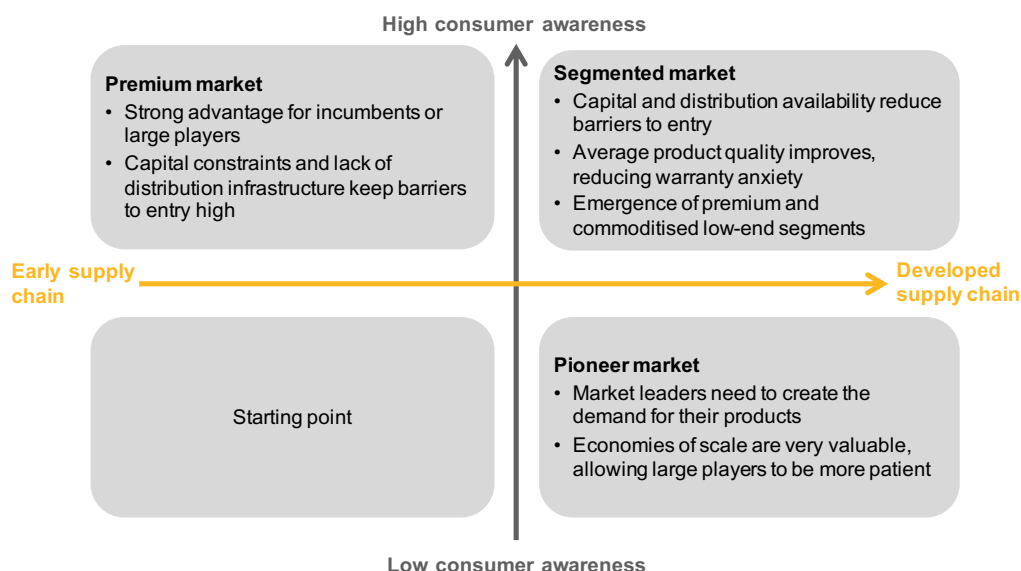 High consumer awareness
Premium market
• Strong advantage for incumbents or
large players
• Capital constraints and lack of
distribution infrastructure keep barriers
to entry high
Segmented market
• Capital and distribution availability reduce
barriers to entry
• Average product quality improves,
reducing warranty anxiety
• Emergence of premium and
commoditised low-end segments
Early supply
chain
Developed
supply chain
Starting point
Pioneer market
• Market leaders need to create the
demand for their products
• Economies of scale are very valuable,
allowing large players to be more patient
Low consumer awareness